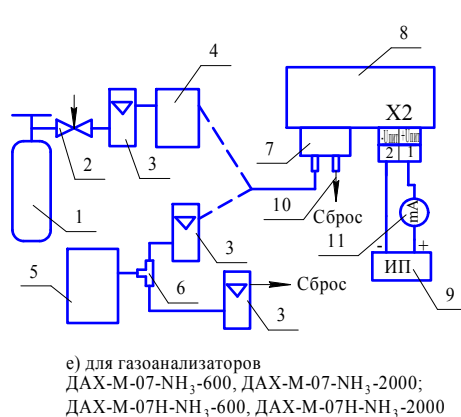 4
8
X2
2 1
2
3
7
1
10
Сброс
mA
11
- +
ИП
9
3
5
6
Сброс
3
е) для газоанализаторов
ДАХ-М-07-NH₃-600, ДАХ-М-07-NH₃-2000;
ДАХ-М-07Н-NH₃-600, ДАХ-М-07Н-NH₃-2000